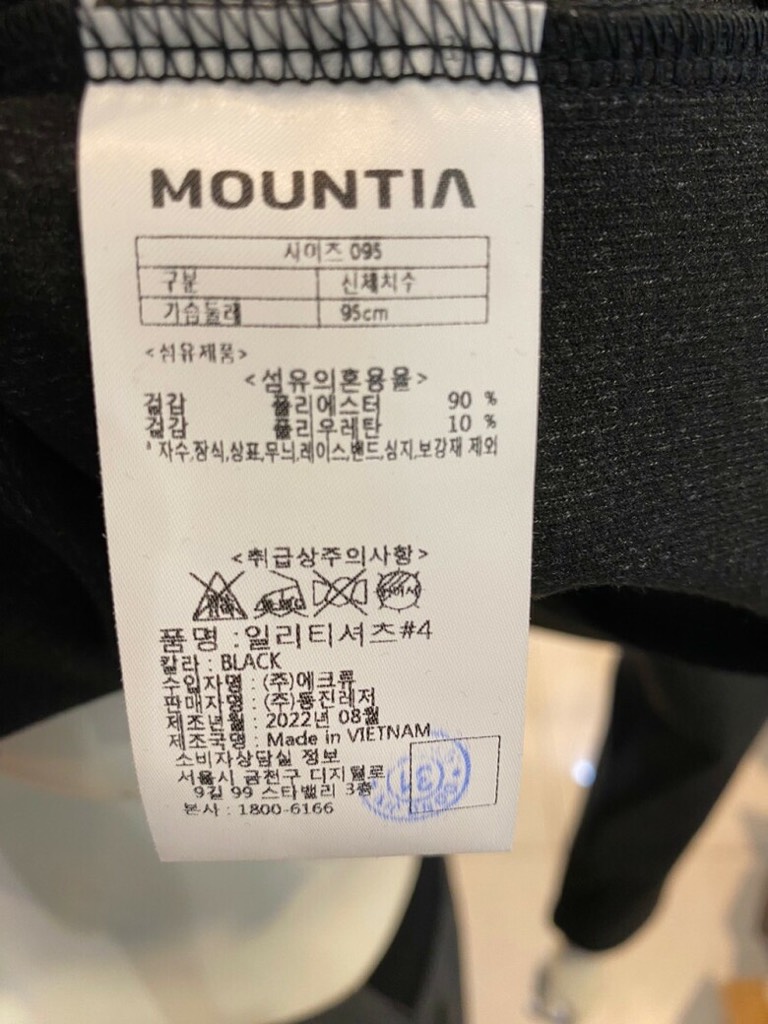 MOUNTIA
사이즈 095
구분 신체치수
가슴둘레 95cm
<섬유제품>
<섬유의혼용율>
겉감 폴리에스터 90 %
겉감 폴리우레탄 10 %
* 자수,장식,상표,무늬,레이스,밴드,심지,보강재 제외
<취급상주의사항>
품명 : 일리티셔츠#4
칼라 : BLACK
수입자명 : (주)에크류
판매자명 : (주)동진레저
제조년월 : 2022년 08월
제조국명 : Made in VIETNAM
소비자상담실 정보
서울시 금천구 디지털로
9길 99 스타밸리 3층
본사 : 1800-6166